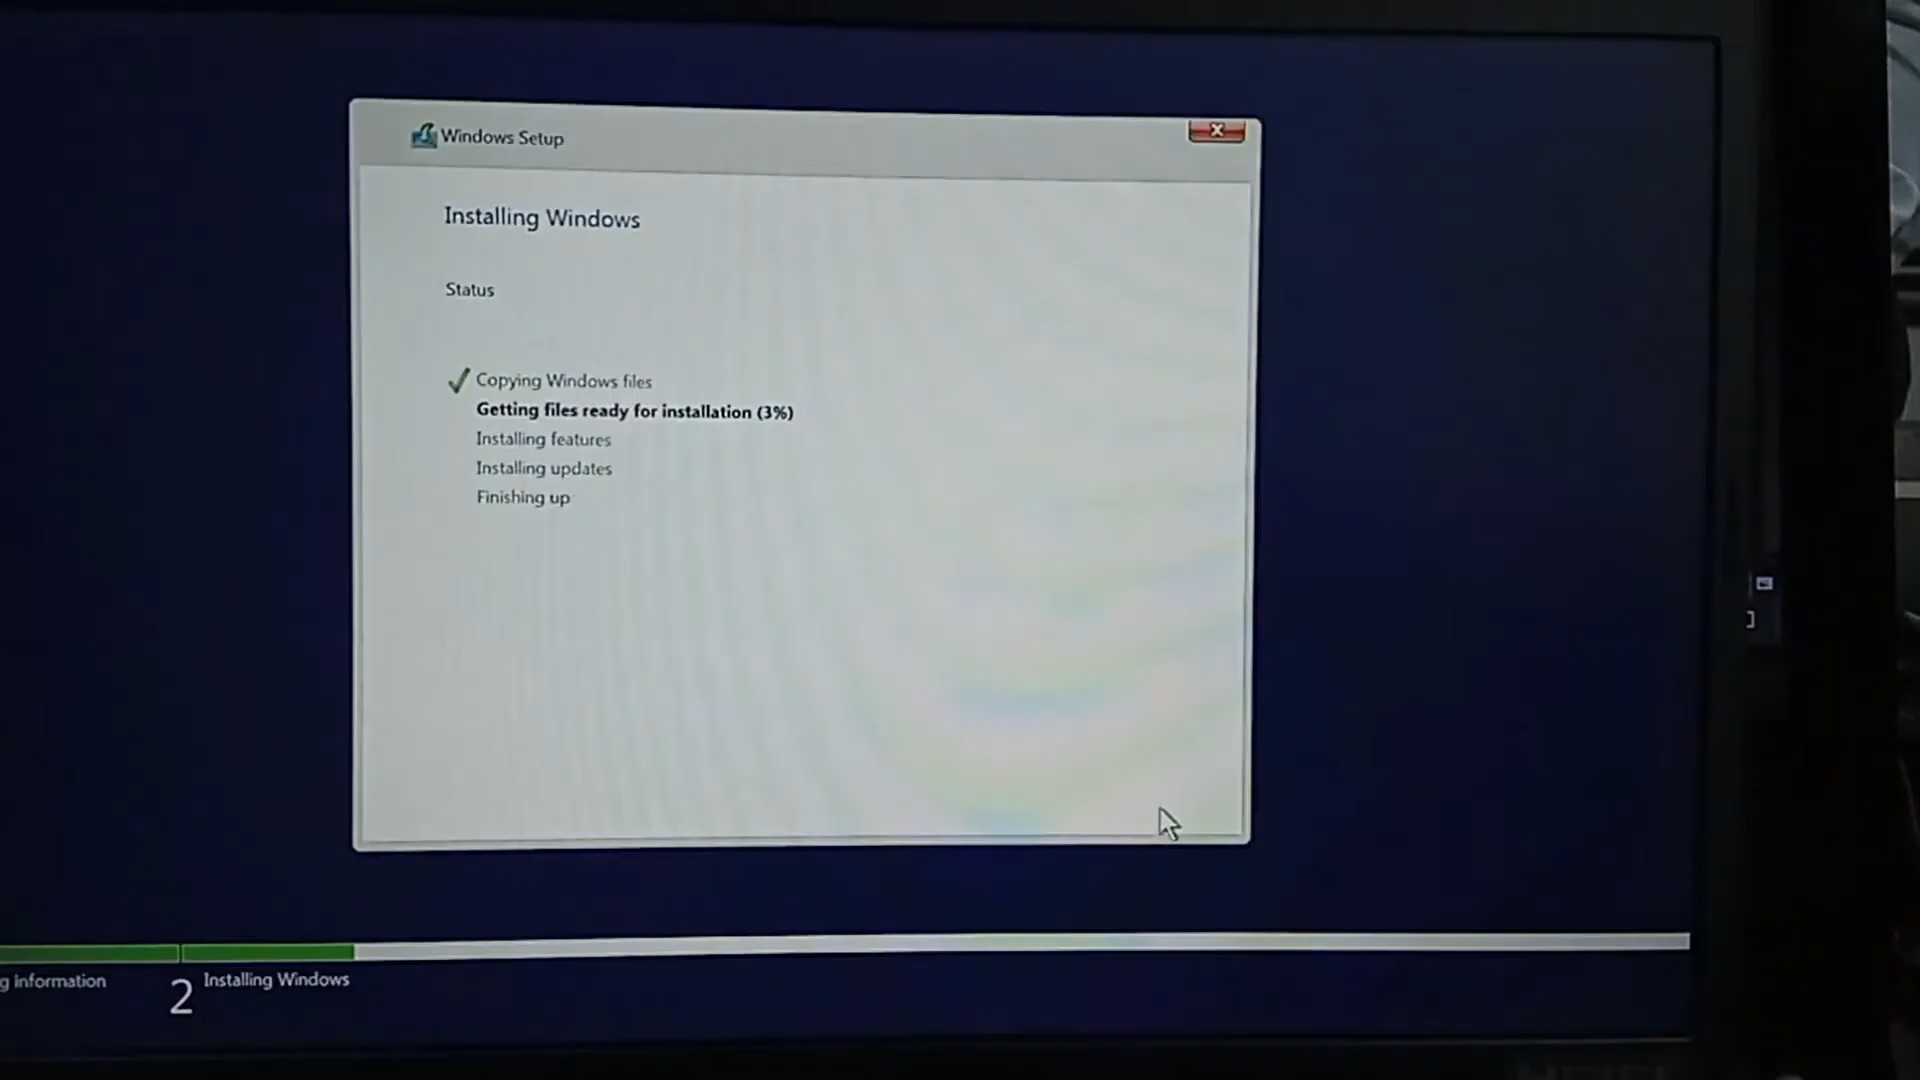 Windows Setup
Installing Windows
Status
Copying Windows files
Getting files ready for installation (3%)
Installing features
Installing updates
Finishing up
g information
2 Installing Windows